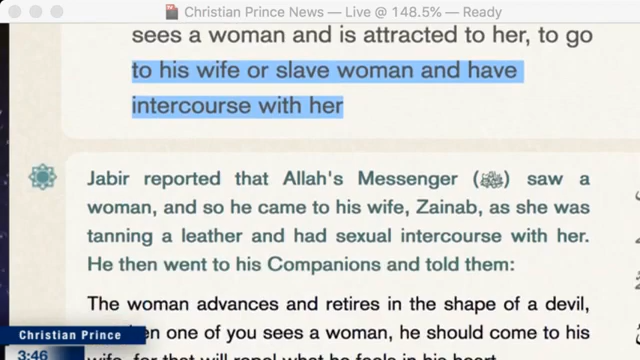 Christian Prince News — Live @ 148.5% — Ready
sees a woman and is attracted to her, to go
to his wife or slave woman and have
intercourse with her
Jabir reported that Allah's Messenger (ﷺ) saw a
woman, and so he came to his wife, Zainab, as she was
tanning a leather and had sexual intercourse with her.
He then went to his Companions and told them:
The woman advances and retires in the shape of a devil,
one of you sees a woman, he should come to his
wife, for that will repel what he feels in his heart.
Christian Prince
3:46